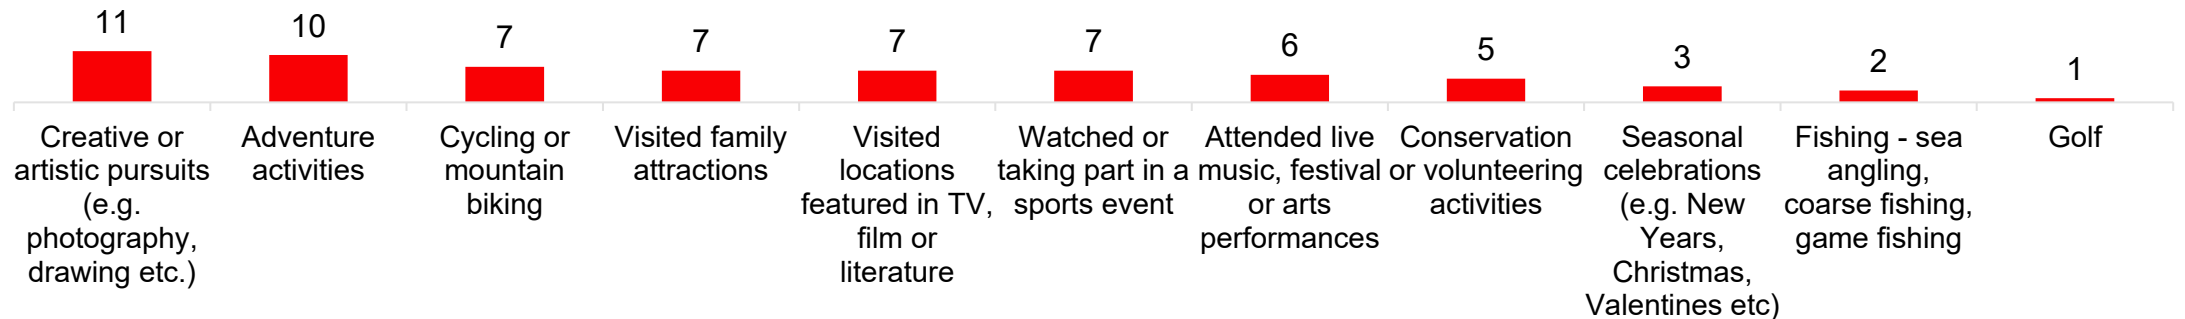 11
10
7
7
7
7
6
5
3
2
1
Creative or
artistic pursuits
(e.g.
photography,
drawing etc.)
Adventure
activities
Cycling or
mountain
biking
Visited family
attractions
Visited
locations
featured in TV,
film or
literature
Watched or
taking part in a
sports event
Attended live
music, festival
or arts
performances
Conservation
or volunteering
activities
Seasonal
celebrations
(e.g. New
Years,
Christmas,
Valentines etc)
Fishing - sea
angling,
coarse fishing,
game fishing
Golf